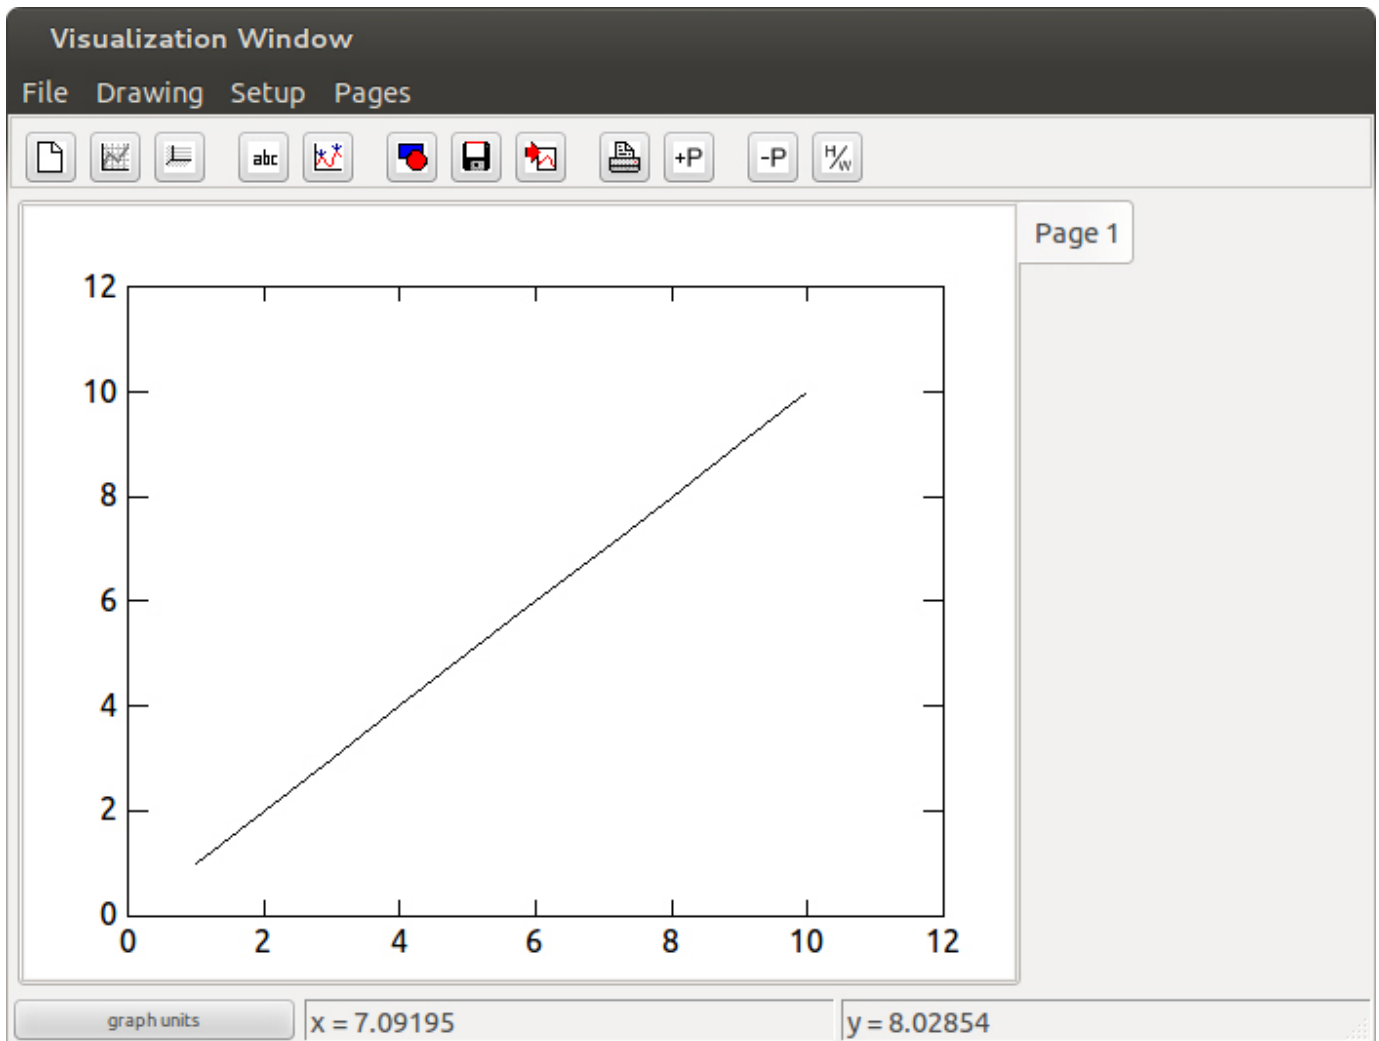 Visualization Window
File Drawing Setup Pages
abc +P -P H/W
Page 1
12
10
8
6
4
2
0
0 2 4 6 8 10 12
graph units x = 7.09195 y = 8.02854